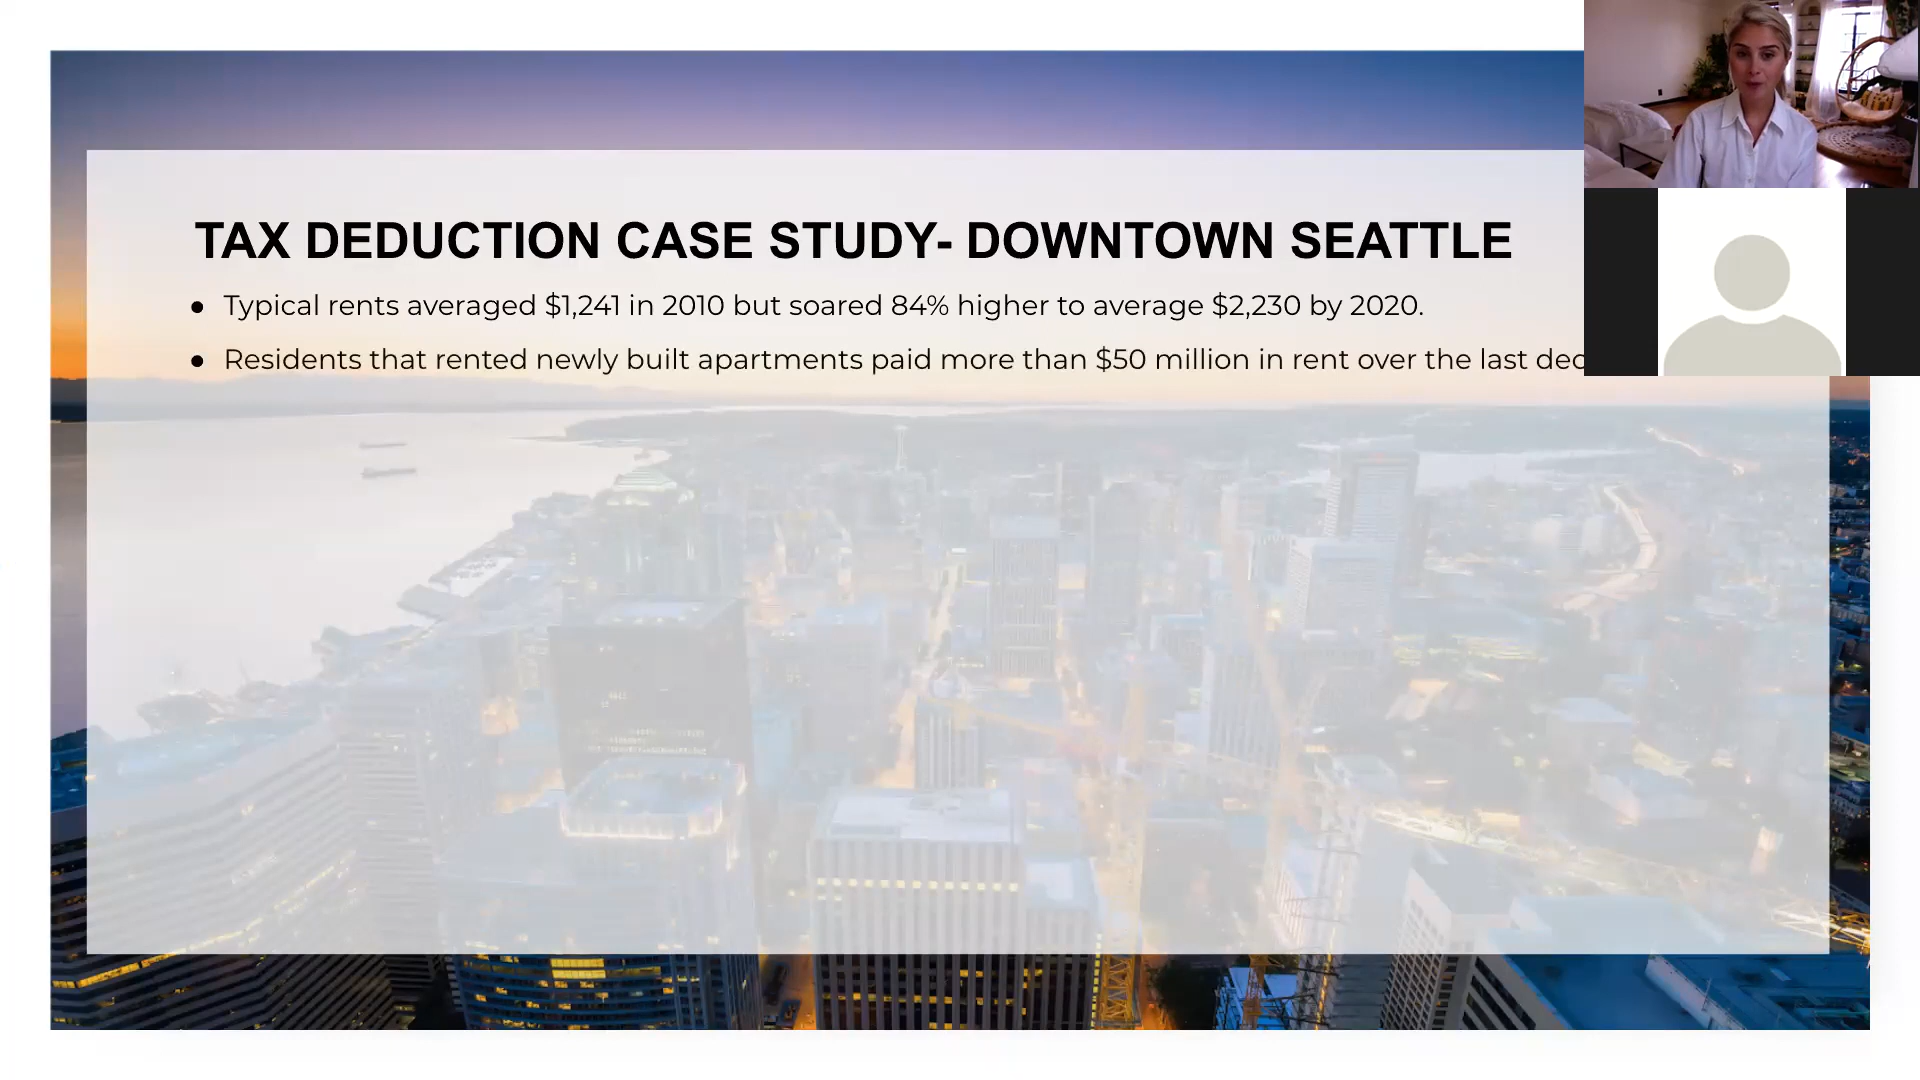 TAX DEDUCTION CASE STUDY- DOWNTOWN SEATTLE
● Typical rents averaged $1,241 in 2010 but soared 84% higher to average $2,230 by 2020.
● Residents that rented newly built apartments paid more than $50 million in rent over the last